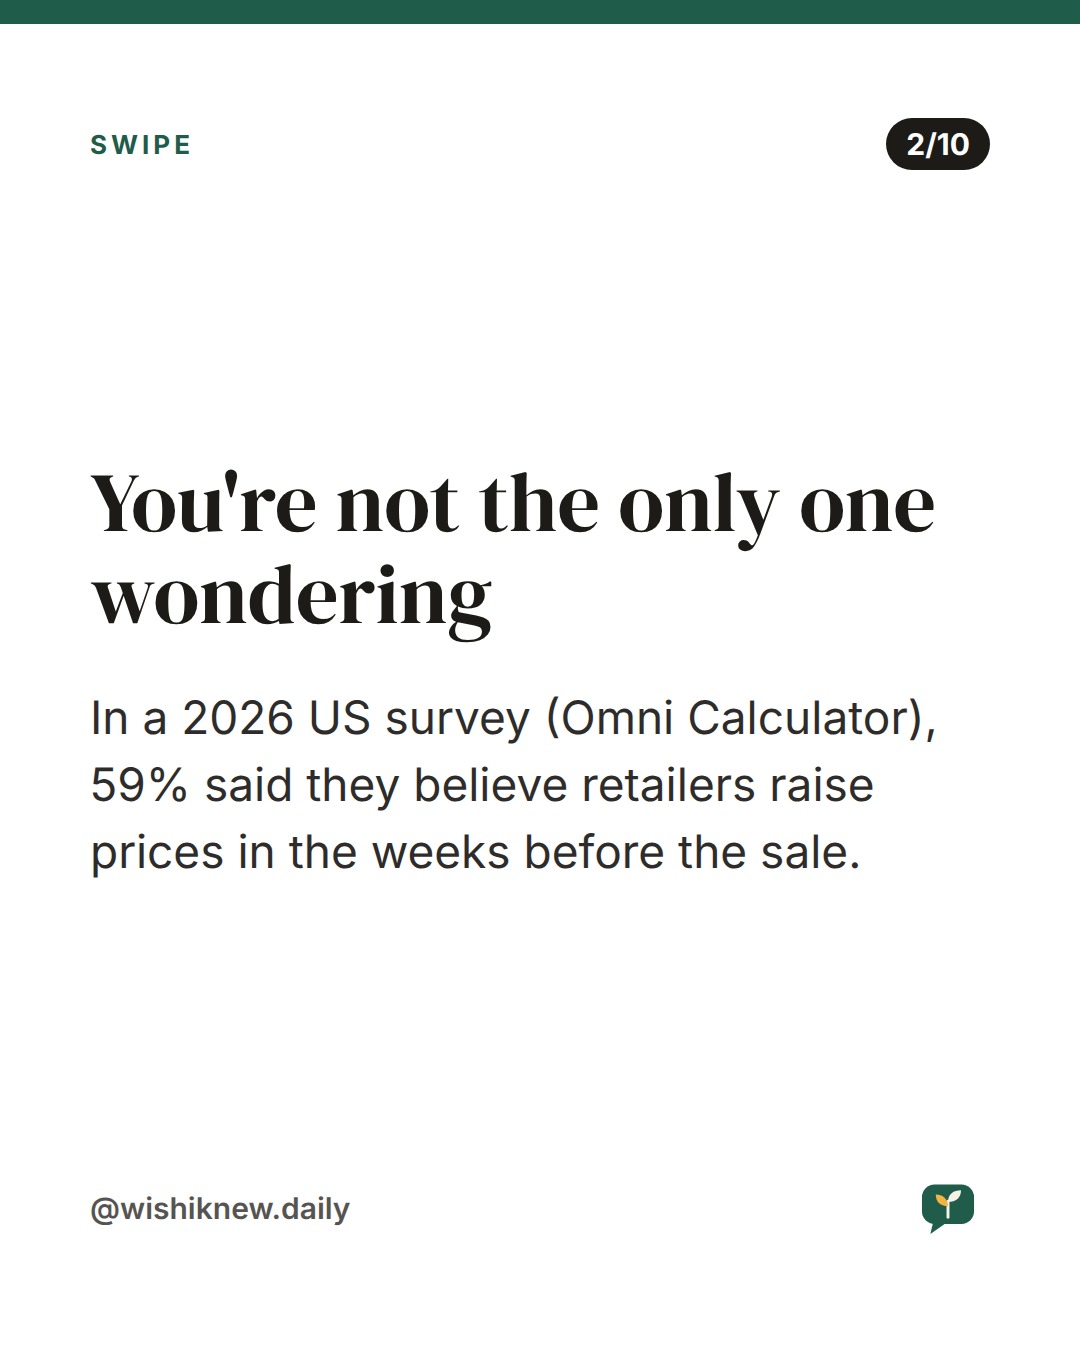 SWIPE
2/10
You're not the only one
wondering
In a 2026 US survey (Omni Calculator),
59% said they believe retailers raise
prices in the weeks before the sale.
@wishiknew.daily